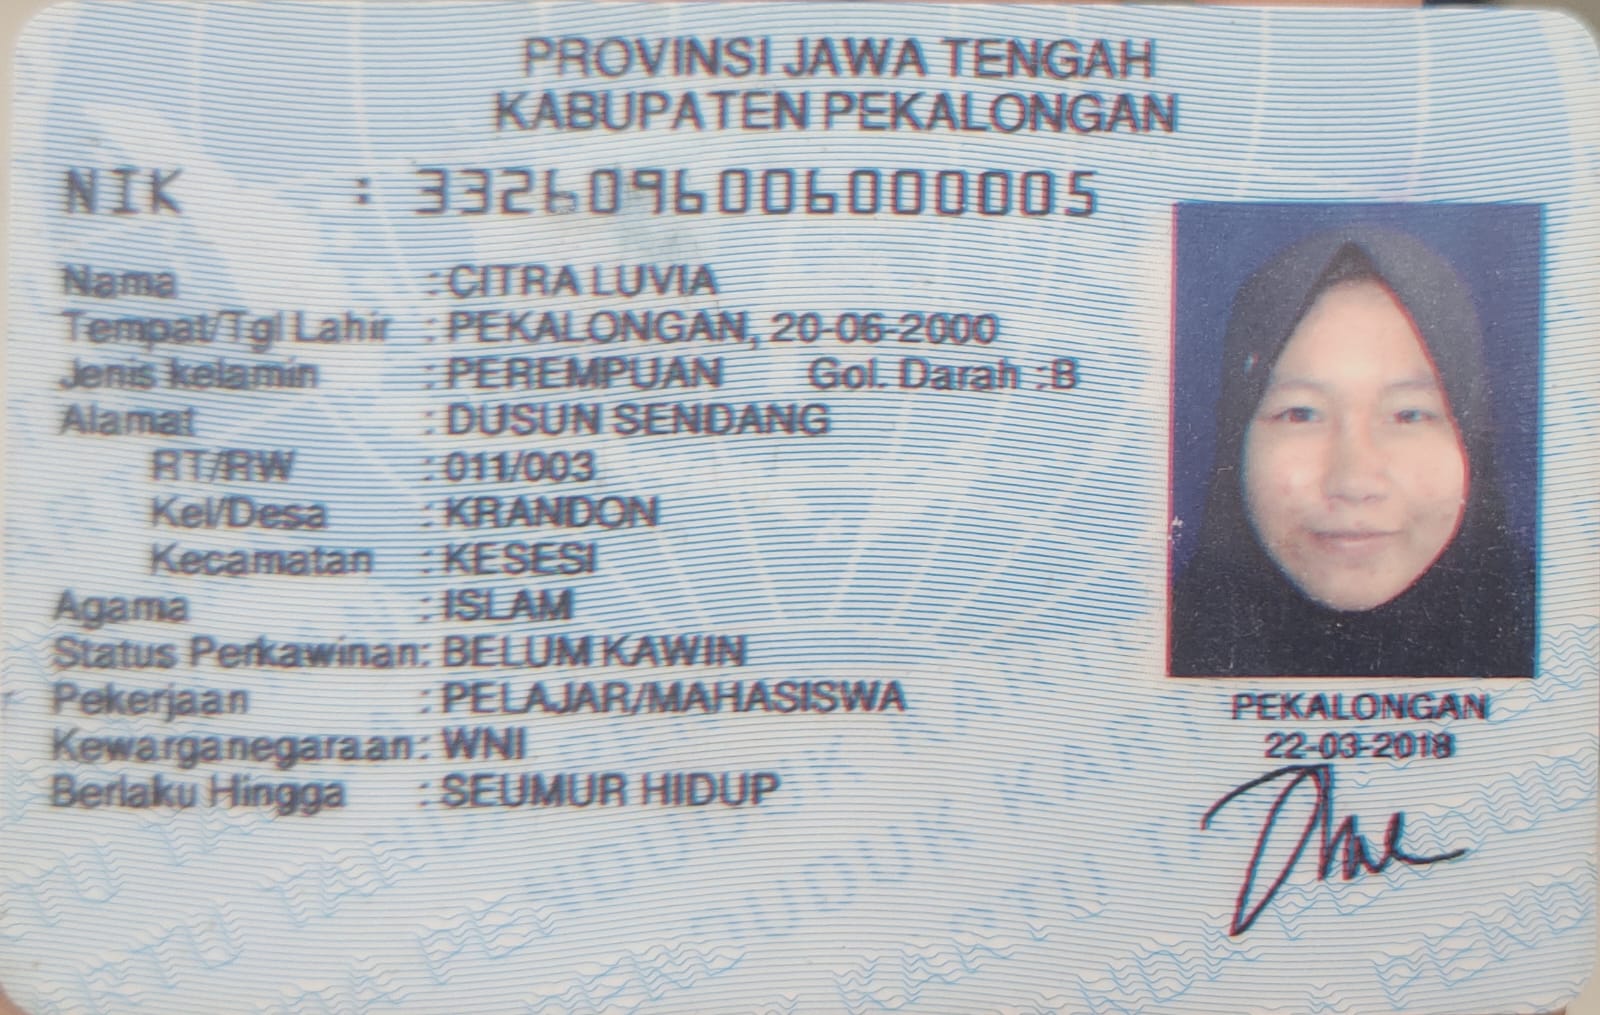 PROVINSI JAWA TENGAH
KABUPATEN PEKALONGAN
NIK : 3326096006000005
Nama : CITRA LUVIA
Tempat/Tgl Lahir : PEKALONGAN, 20-06-2000
Jenis kelamin : PEREMPUAN Gol. Darah :B
Alamat : DUSUN SENDANG
RT/RW : 011/003
Kel/Desa : KRANDON
Kecamatan : KESESI
Agama : ISLAM
Status Perkawinan: BELUM KAWIN
Pekerjaan : PELAJAR/MAHASISWA
Kewarganegaraan: WNI
Berlaku Hingga : SEUMUR HIDUP
PEKALONGAN
22-03-2018